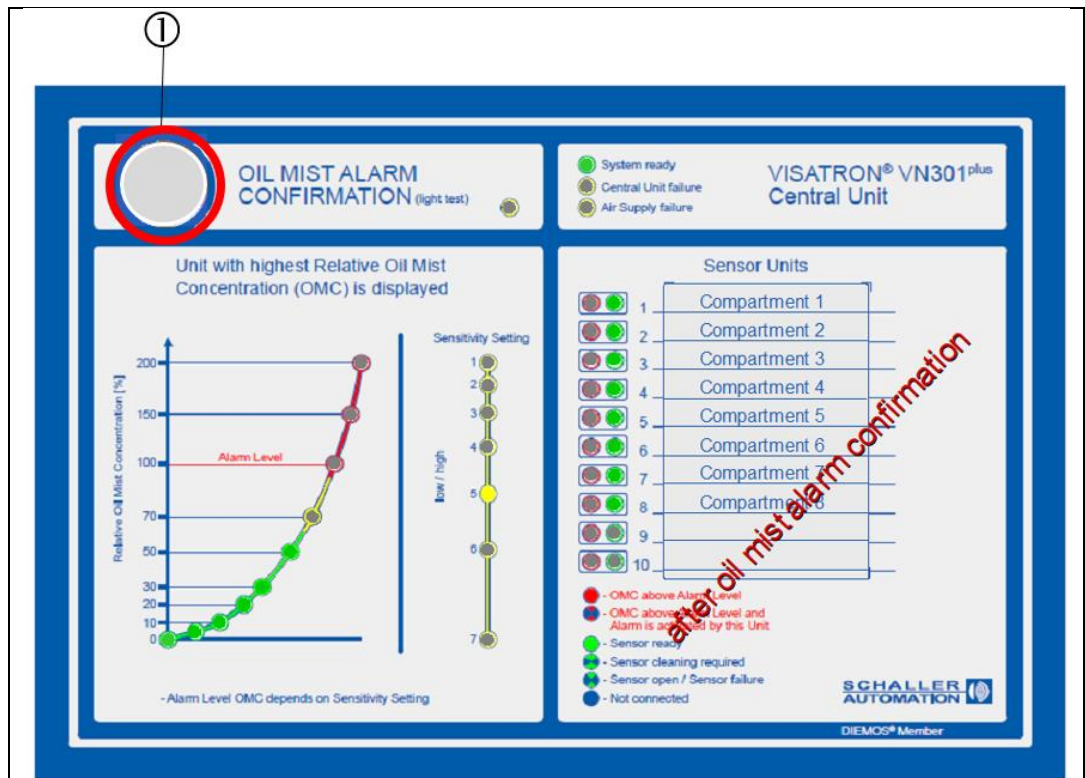 ①
OIL MIST ALARM
CONFIRMATION (light test)
System ready
Central Unit failure
Air Supply failure
VISATRON® VN301plus
Central Unit
Unit with highest Relative Oil Mist
Concentration (OMC) is displayed
Relative Oil Mist Concentration [%]
200
150
100
70
50
30
20
10
0
Alarm Level
Sensitivity Setting
low / high
1
2
3
4
5
6
7
- Alarm Level OMC depends on Sensitivity Setting
Sensor Units
1 Compartment 1
2 Compartment 2
3 Compartment 3
4 Compartment 4
5 Compartment 5
6 Compartment 6
7 Compartment 7
8 Compartment 8
9
10
after oil mist alarm confirmation
- OMC above Alarm Level
- OMC above Alarm Level and
Alarm is activated by this Unit
- Sensor ready
- Sensor cleaning required
- Sensor open / Sensor failure
- Not connected
SCHALLER
AUTOMATION
DIEMOS® Member